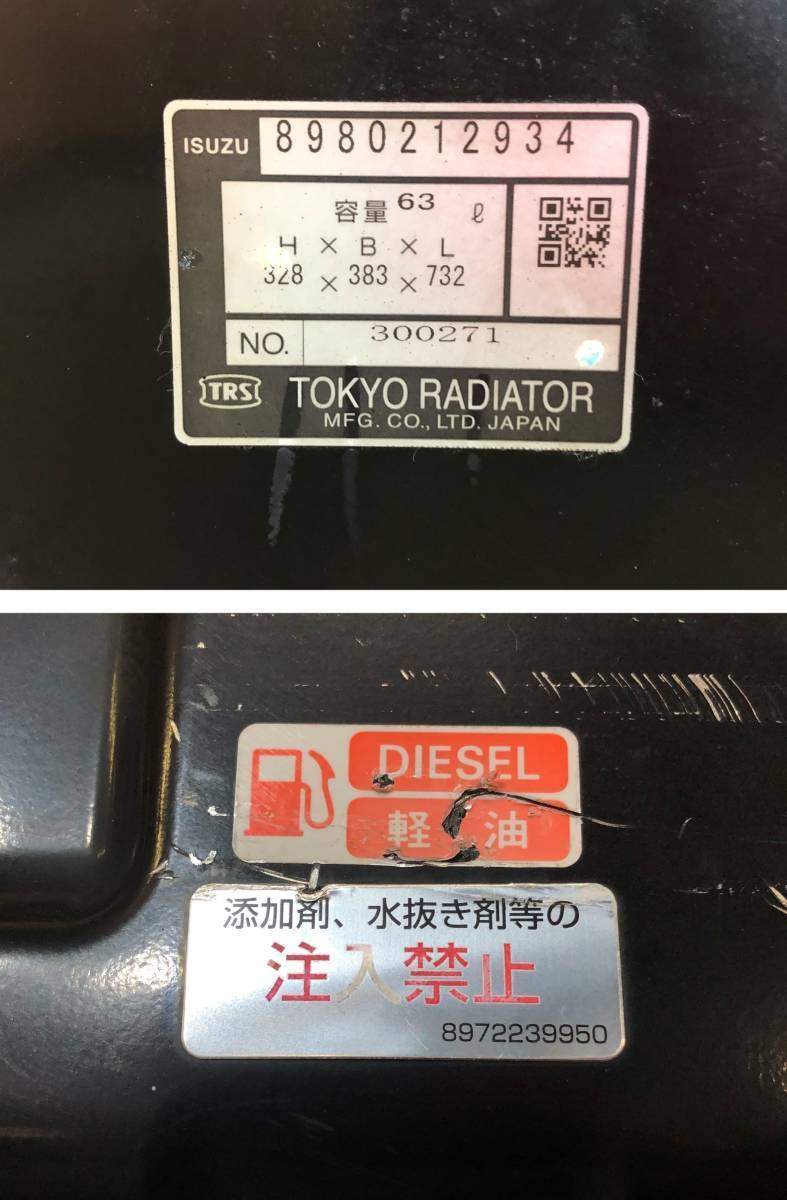 ISUZU 8980212934
容量 63 ℓ
H × B × L
328 × 383 × 732
NO. 300271
TRS TOKYO RADIATOR
MFG. CO., LTD. JAPAN
DIESEL
軽油
添加剤、水抜き剤等の
注入禁止
8972239950